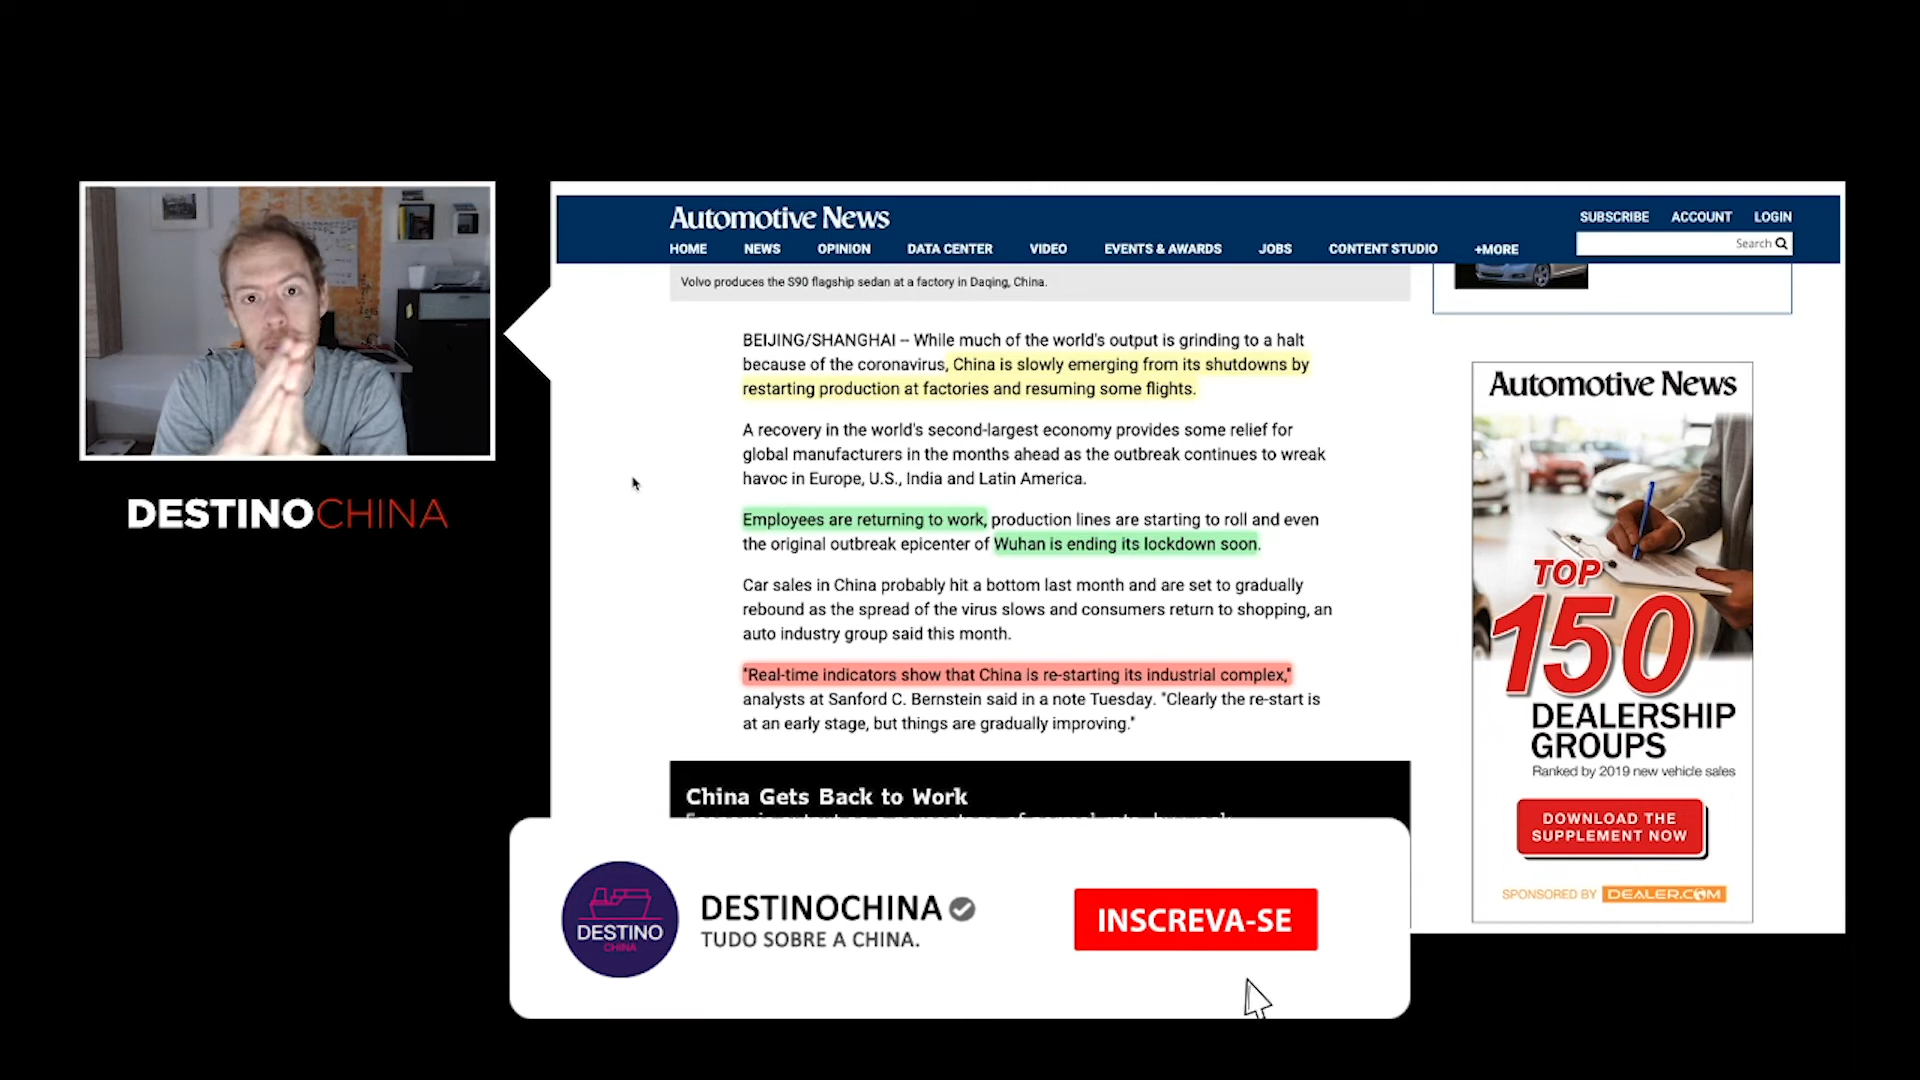 Automotive News
SUBSCRIBE ACCOUNT LOGIN
HOME NEWS OPINION DATA CENTER VIDEO EVENTS & AWARDS JOBS CONTENT STUDIO +MORE
Search
Volvo produces the S90 flagship sedan at a factory in Daqing, China.
BEIJING/SHANGHAI -- While much of the world's output is grinding to a halt
because of the coronavirus, China is slowly emerging from its shutdowns by
restarting production at factories and resuming some flights.
A recovery in the world's second-largest economy provides some relief for
global manufacturers in the months ahead as the outbreak continues to wreak
havoc in Europe, U.S., India and Latin America.
Employees are returning to work, production lines are starting to roll and even
the original outbreak epicenter of Wuhan is ending its lockdown soon.
Car sales in China probably hit a bottom last month and are set to gradually
rebound as the spread of the virus slows and consumers return to shopping, an
auto industry group said this month.
"Real-time indicators show that China is re-starting its industrial complex,"
analysts at Sanford C. Bernstein said in a note Tuesday. "Clearly the re-start is
at an early stage, but things are gradually improving."
China Gets Back to Work
DESTINOCHINA
Automotive News
TOP
150
DEALERSHIP
GROUPS
Ranked by 2019 new vehicle sales
DOWNLOAD THE
SUPPLEMENT NOW
SPONSORED BY DEALER.COM
DESTINO
CHINA
DESTINOCHINA
TUDO SOBRE A CHINA.
INSCREVA-SE